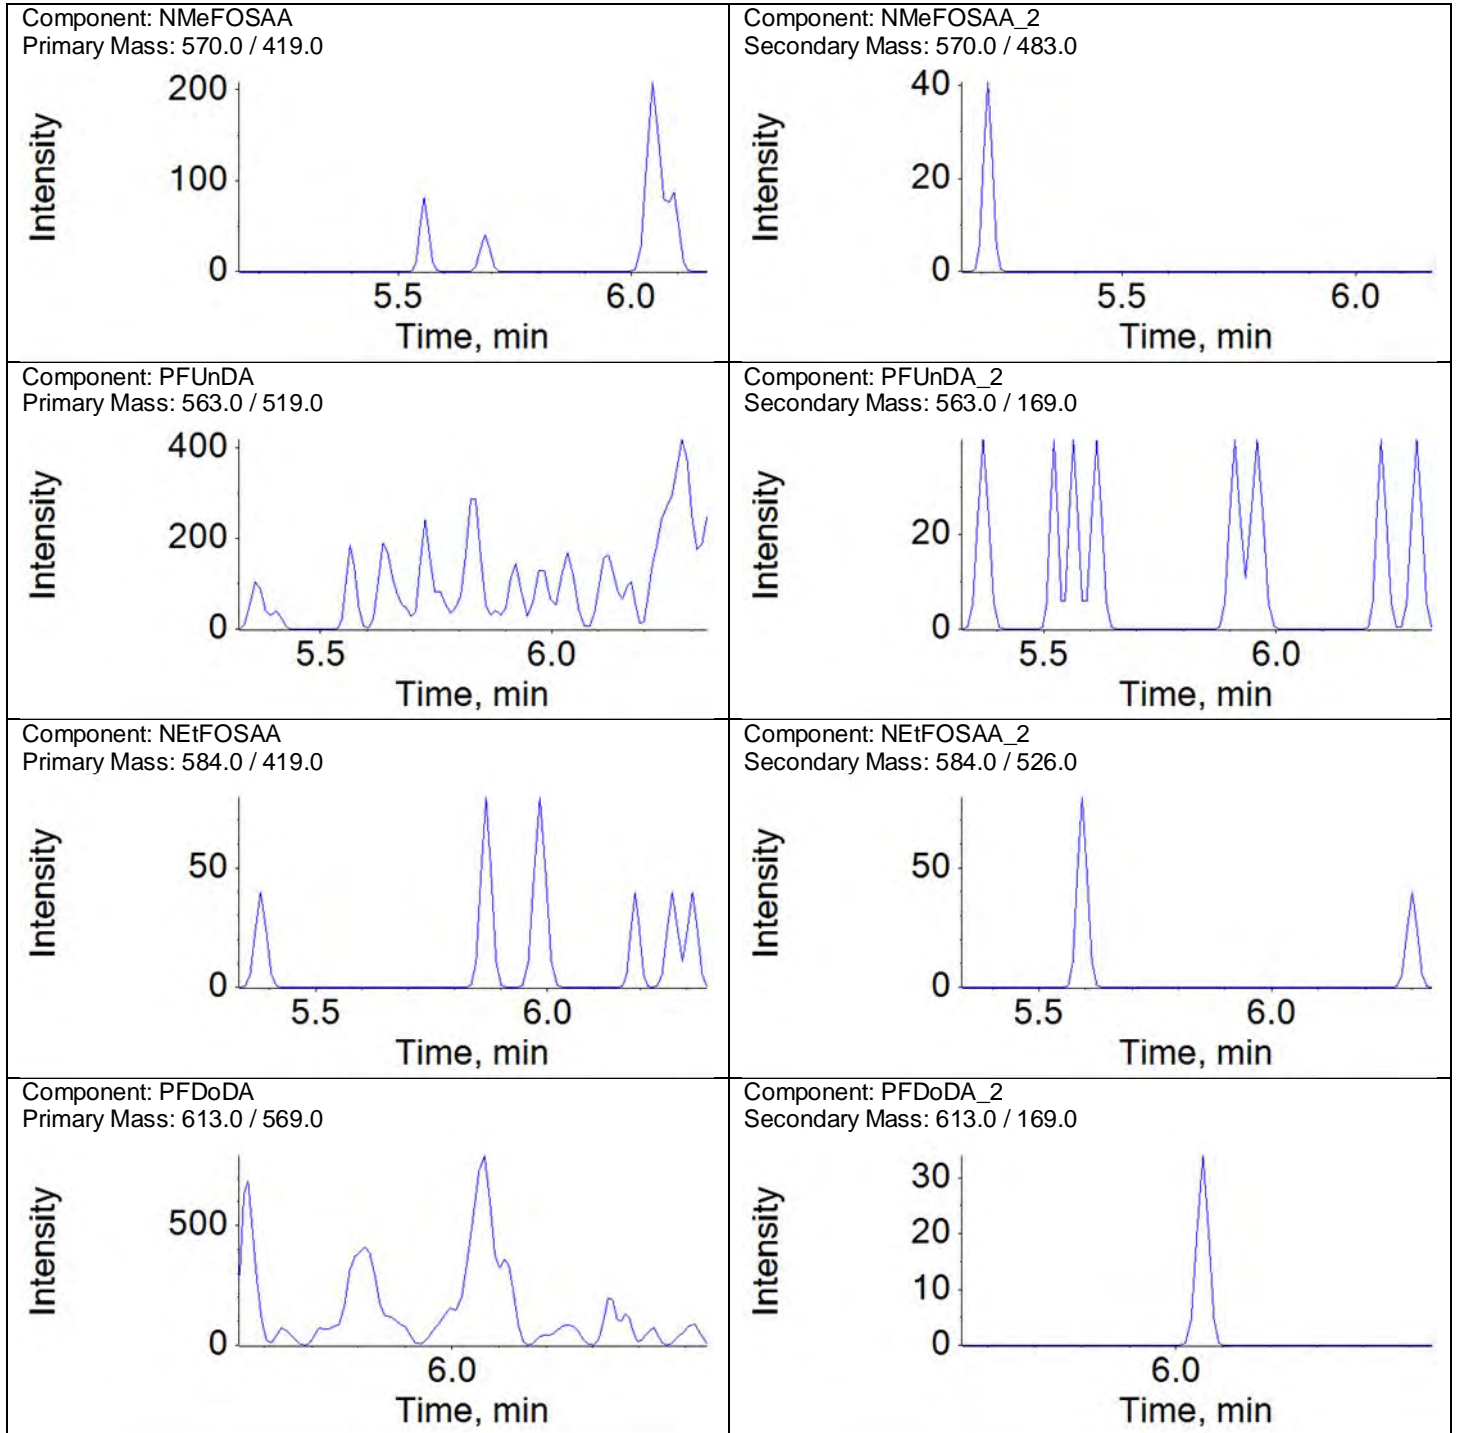 Component: NMeFOSAA
Primary Mass: 570.0 / 419.0
Intensity
200
100
0
5.5
6.0
Time, min
Component: NMeFOSAA_2
Secondary Mass: 570.0 / 483.0
Intensity
40
20
0
5.5
6.0
Time, min
Component: PFUnDA
Primary Mass: 563.0 / 519.0
Intensity
400
200
0
5.5
6.0
Time, min
Component: PFUnDA_2
Secondary Mass: 563.0 / 169.0
Intensity
20
0
5.5
6.0
Time, min
Component: NEtFOSAA
Primary Mass: 584.0 / 419.0
Intensity
50
0
5.5
6.0
Time, min
Component: NEtFOSAA_2
Secondary Mass: 584.0 / 526.0
Intensity
50
0
5.5
6.0
Time, min
Component: PFDoDA
Primary Mass: 613.0 / 569.0
Intensity
500
0
6.0
Time, min
Component: PFDoDA_2
Secondary Mass: 613.0 / 169.0
Intensity
30
20
10
0
6.0
Time, min